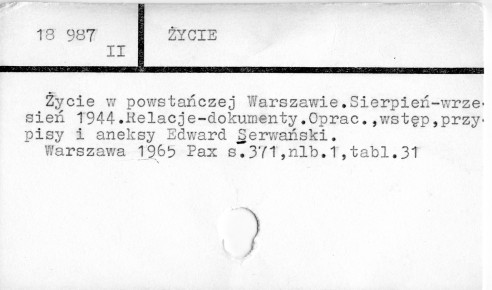 18 987
II
ŻYCIE
Życie w powstańczej Warszawie.Sierpień-wrze-
sień 1944.Relacje-dokumenty.Oprac.,wstęp,przy-
pisy i aneksy Edward Serwański.
Warszawa 1965 Pax s.371,nlb.1,tabl.31